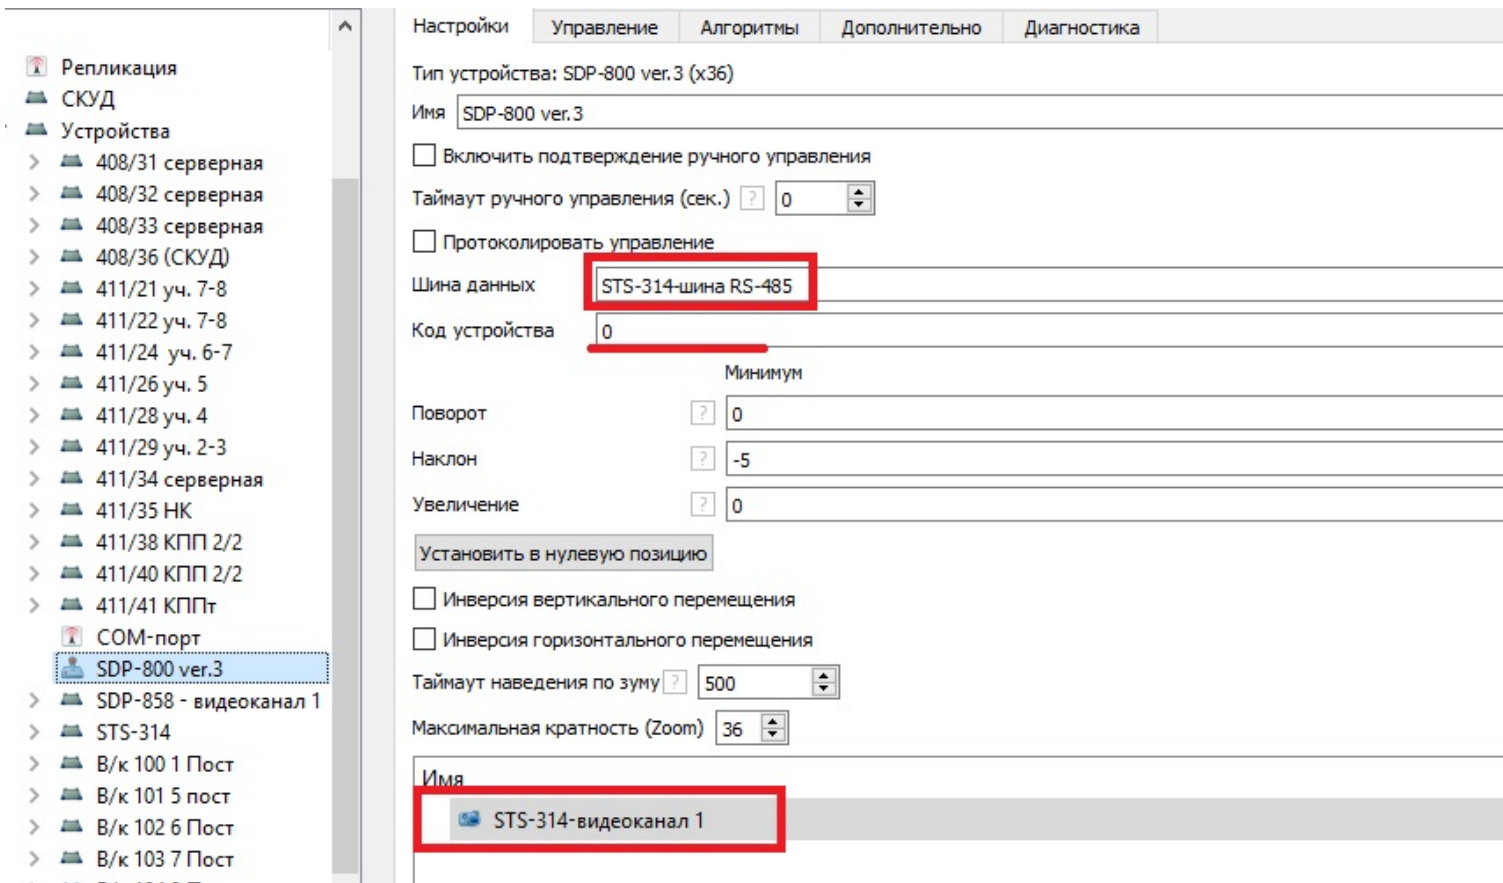 Репликация
СКУД
Устройства
408/31 серверная
408/32 серверная
408/33 серверная
408/36 (СКУД)
411/21 уч. 7-8
411/22 уч. 7-8
411/24 уч. 6-7
411/26 уч. 5
411/28 уч. 4
411/29 уч. 2-3
411/34 серверная
411/35 НК
411/38 КПП 2/2
411/40 КПП 2/2
411/41 КППт
COM-порт
SDP-800 ver.3
SDP-858 - видеоканал 1
STS-314
В/к 100 1 Пост
В/к 101 5 пост
В/к 102 6 Пост
В/к 103 7 Пост
Настройки Управление Алгоритмы Дополнительно Диагностика
Тип устройства: SDP-800 ver.3 (x36)
Имя SDP-800 ver.3
Включить подтверждение ручного управления
Таймаут ручного управления (сек.) ? 0
Протоколировать управление
Шина данных STS-314-шина RS-485
Код устройства 0
Минимум
Поворот ? 0
Наклон ? -5
Увеличение ? 0
Установить в нулевую позицию
Инверсия вертикального перемещения
Инверсия горизонтального перемещения
Таймаут наведения по зуму ? 500
Максимальная кратность (Zoom) 36
Имя
STS-314-видеоканал 1